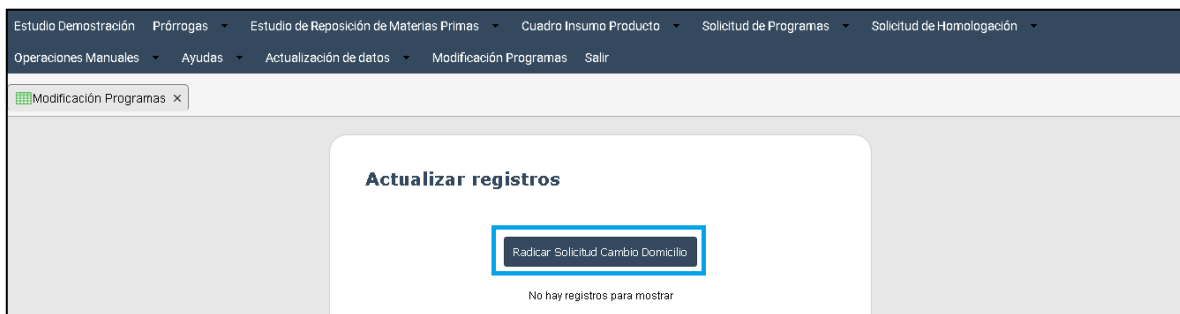 Estudio Demostración Prórrogas Estudio de Reposición de Materias Primas Cuadro Insumo Producto Solicitud de Programas Solicitud de Homologación
Operaciones Manuales Ayudas Actualización de datos Modificación Programas Salir
Modificación Programas ×
Actualizar registros
Radicar Solicitud Cambio Domicilio
No hay registros para mostrar